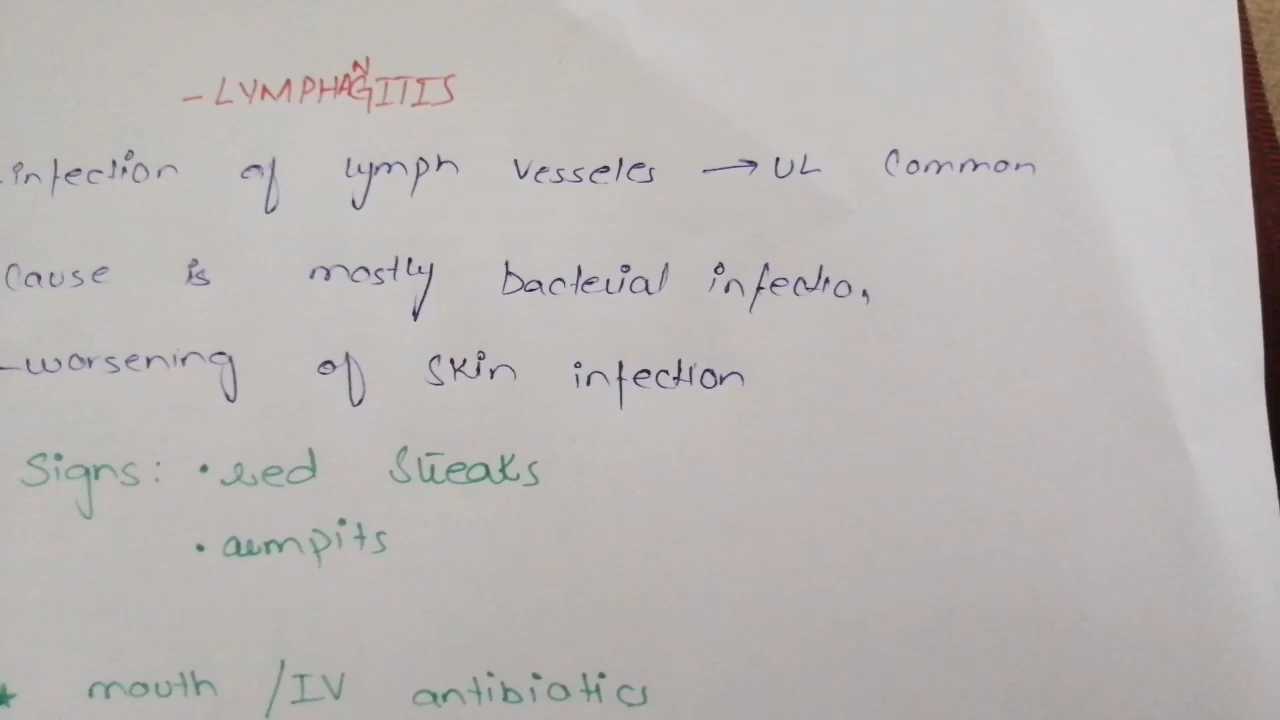 - LYMPHANGITIS
-infection of lymph vesseles → UL common
Cause is mostly bacterial infection
-worsening of skin infection
Signs: • red streaks
• armpits
* mouth / IV antibiotics